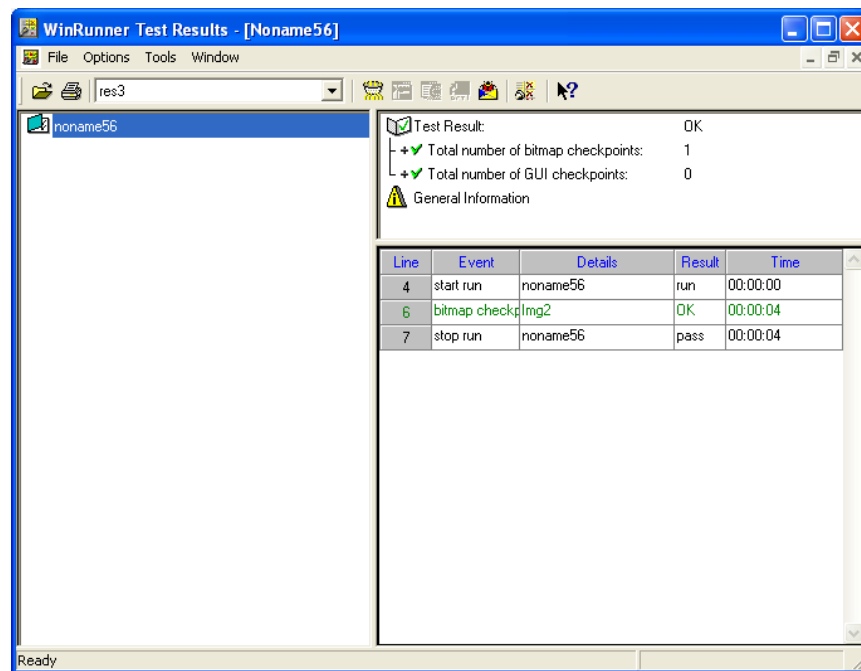 WinRunner Test Results - [Noname56]
File Options Tools Window
res3
noname56
Test Result: OK
Total number of bitmap checkpoints: 1
Total number of GUI checkpoints: 0
General Information
Line Event Details Result Time
4 start run noname56 run 00:00:00
6 bitmap checkp Img2 OK 00:00:04
7 stop run noname56 pass 00:00:04
Ready